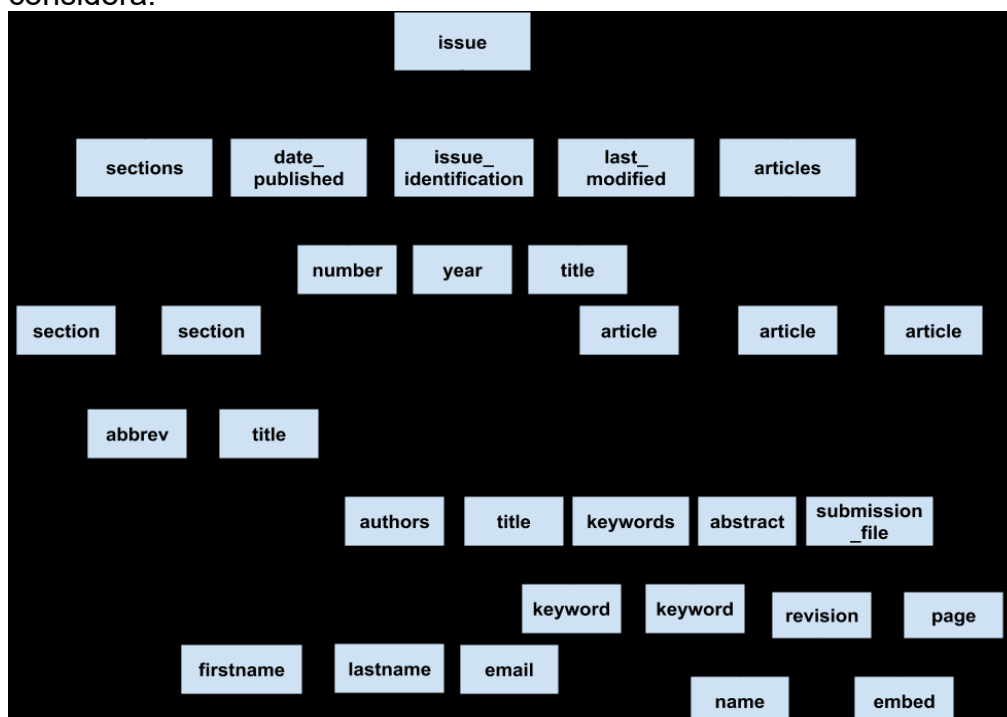 considera:
issue
sections
date_
published
issue_
identification
last_
modified
articles
number
year
title
section
section
article
article
article
abbrev
title
authors
title
keywords
abstract
submission
_file
keyword
keyword
revision
page
firstname
lastname
email
name
embed